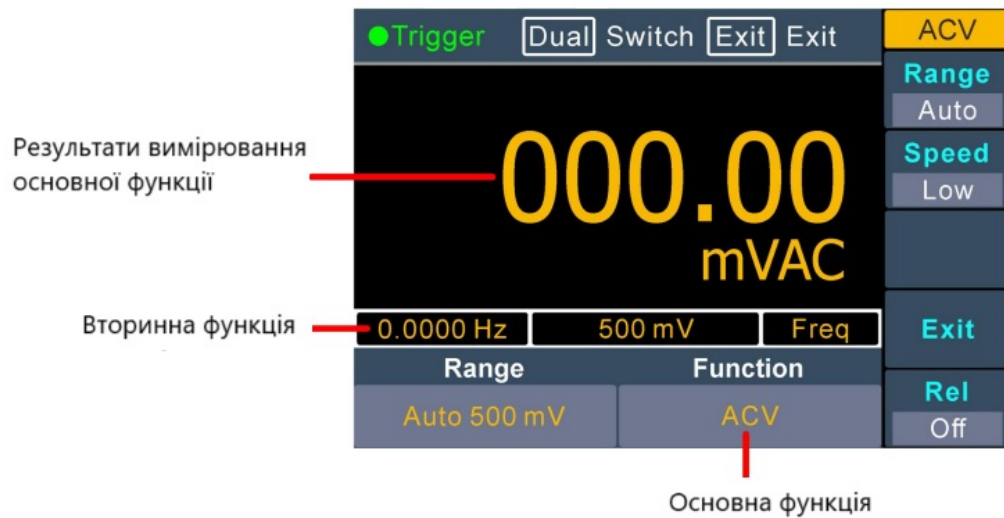 Trigger Dual Switch Exit Exit
ACV
Range
Auto
Speed
Low
Результати вимірювання
основної функції
000.00
mVAC
Вторинна функція
0.0000 Hz 500 mV Freq
Exit
Range Function
Auto 500 mV ACV
Rel
Off
Основна функція